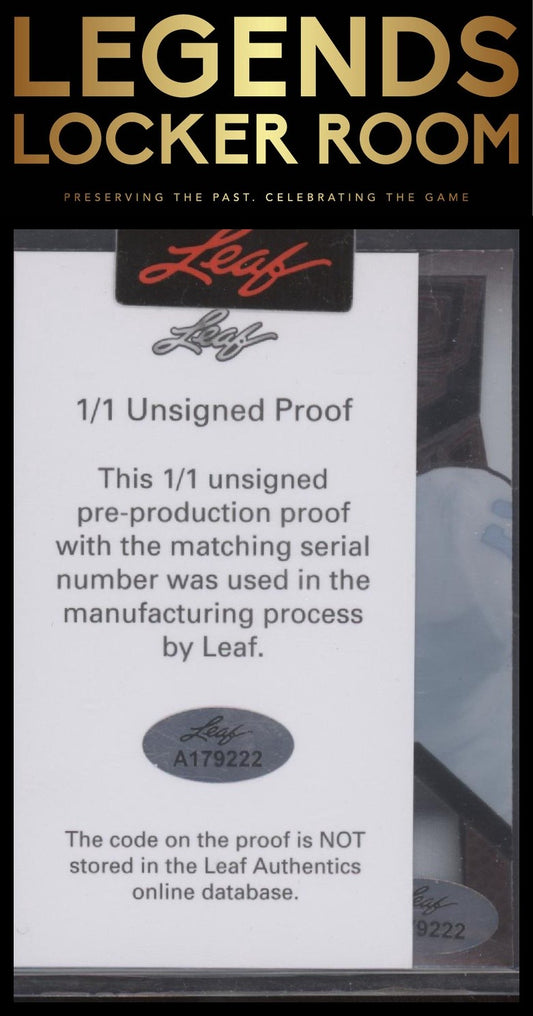 LEGENDS
LOCKER ROOM
PRESERVING THE PAST. CELEBRATING THE GAME
Leaf
Leaf
1/1 Unsigned Proof
This 1/1 unsigned
pre-production proof
with the matching serial
number was used in the
manufacturing process
by Leaf.
Leaf
A179222
The code on the proof is NOT
stored in the Leaf Authentics
online database.
eaf
9222